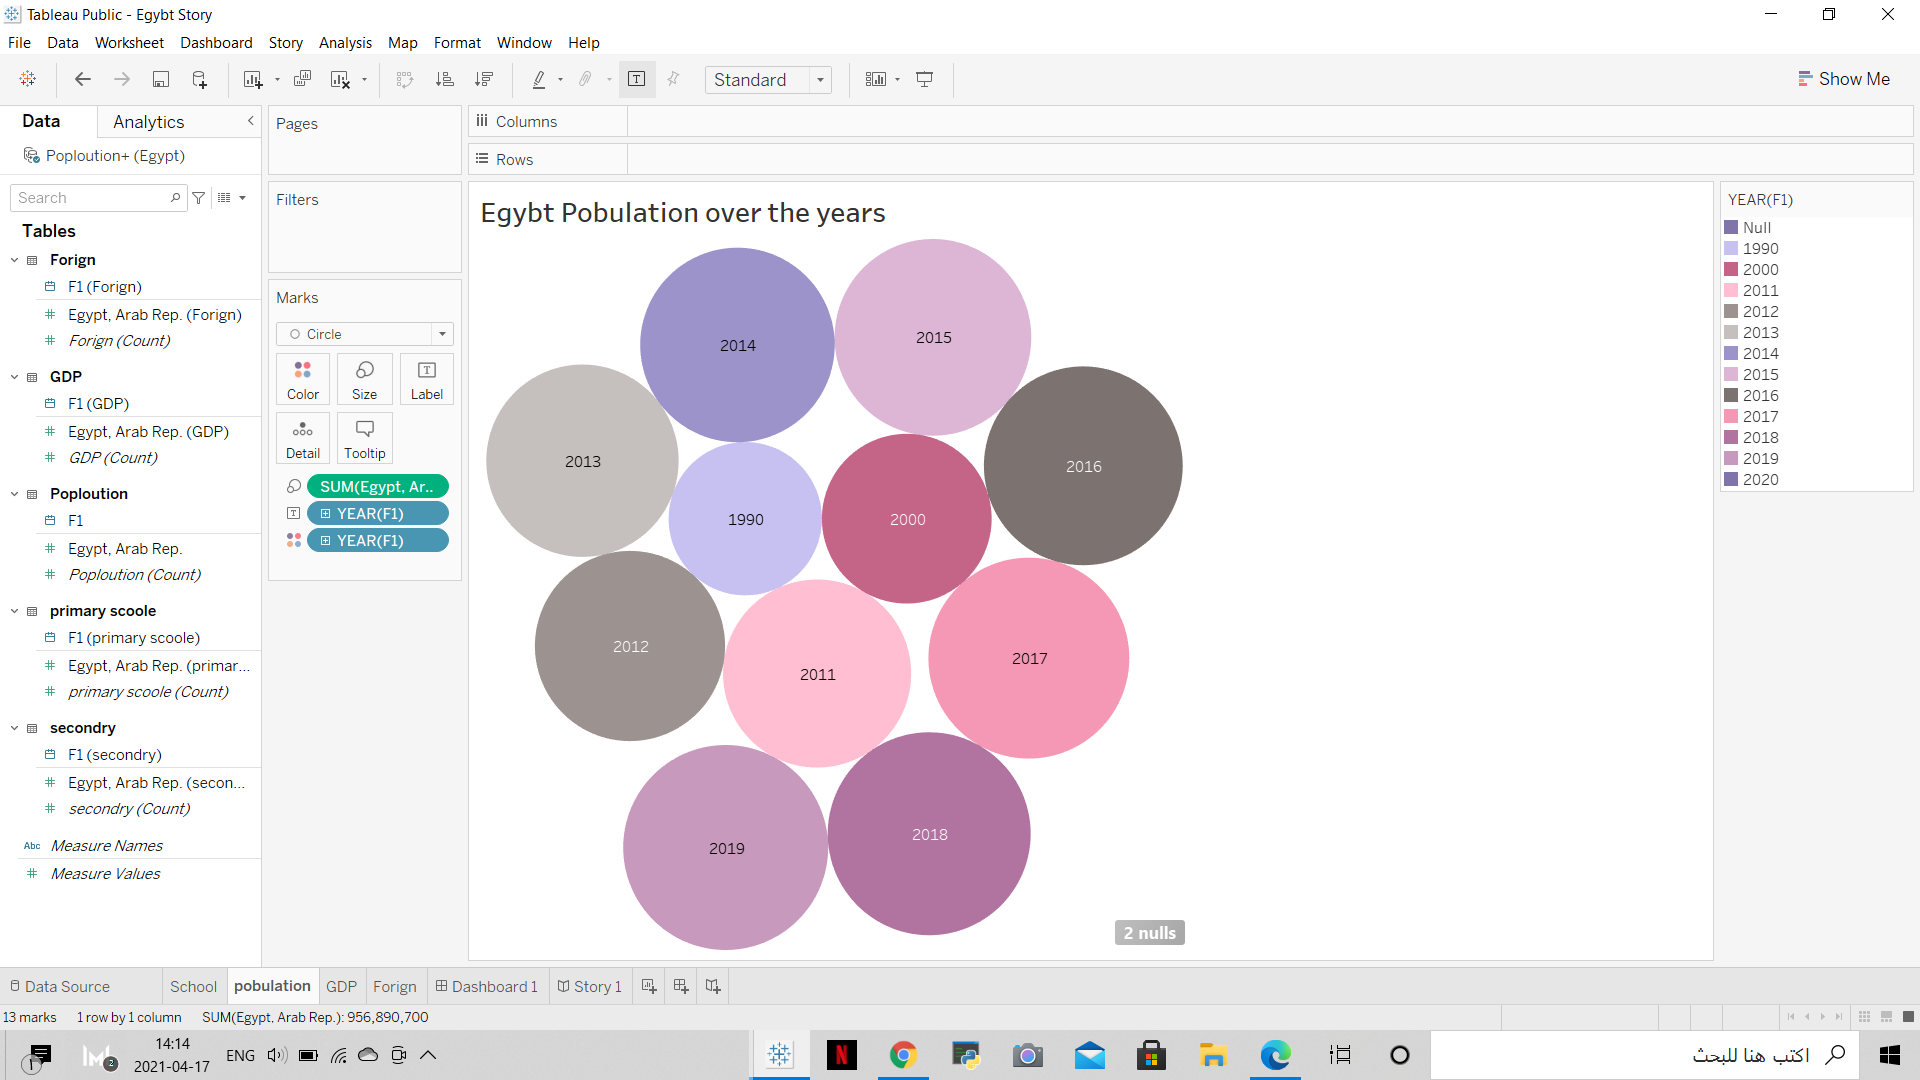 Tableau Public - Egybt Story
File Data Worksheet Dashboard Story Analysis Map Format Window Help
Standard
Show Me
Data Analytics
Poploution+ (Egypt)
Search
Tables
Forign
F1 (Forign)
Egypt, Arab Rep. (Forign)
Forign (Count)
GDP
F1 (GDP)
Egypt, Arab Rep. (GDP)
GDP (Count)
Poploution
F1
Egypt, Arab Rep.
Poploution (Count)
primary scoole
F1 (primary scoole)
Egypt, Arab Rep. (primar...
primary scoole (Count)
secondry
F1 (secondry)
Egypt, Arab Rep. (secon...
secondry (Count)
Abc Measure Names
Measure Values
Pages
Filters
Marks
Circle
Color Size Label
Detail Tooltip
SUM(Egypt, Ar..
YEAR(F1)
YEAR(F1)
Columns
Rows
Egybt Pobulation over the years
2014
2015
2013
2016
1990
2000
2012
2011
2017
2019
2018
2 nulls
YEAR(F1)
Null
1990
2000
2011
2012
2013
2014
2015
2016
2017
2018
2019
2020
Data Source School pobulation GDP Forign Dashboard 1 Story 1
13 marks 1 row by 1 column SUM(Egypt, Arab Rep.): 956,890,700
1
2
14:14
2021-04-17
ENG
N
اكتب هنا للبحث